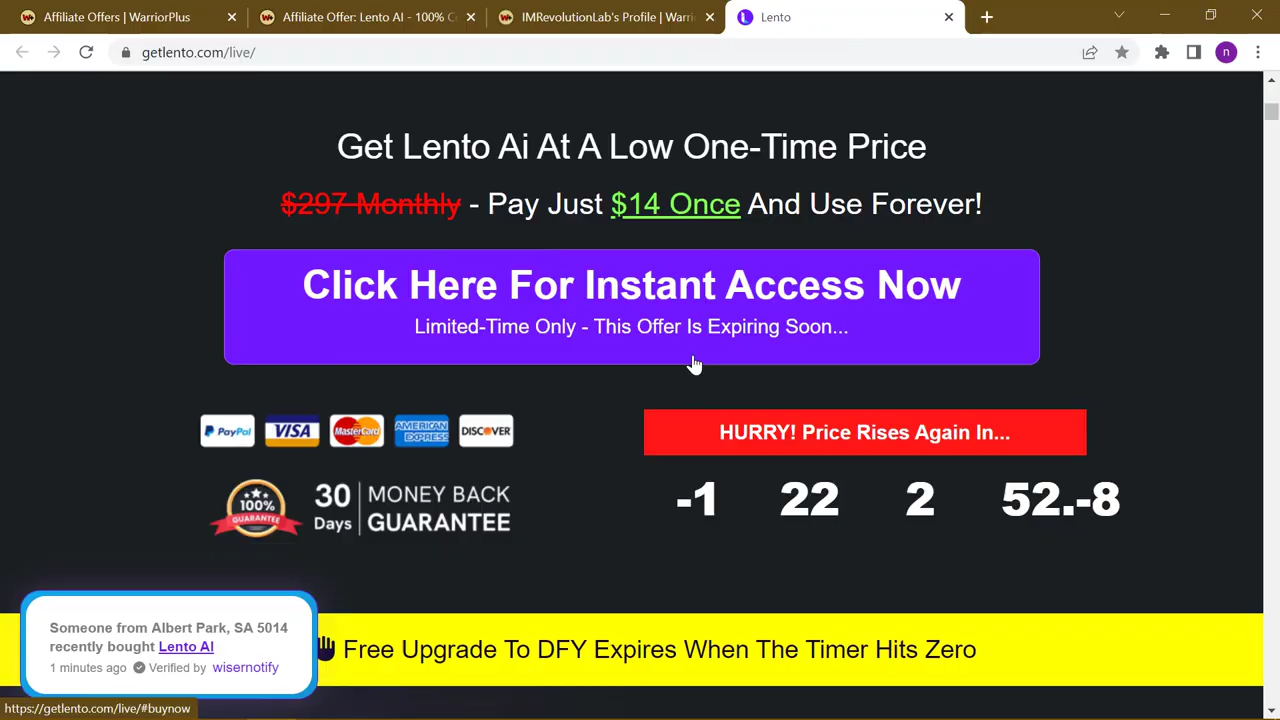 Affiliate Offers | WarriorPlus
Affiliate Offer: Lento AI - 100% C
IMRevolutionLab's Profile | Warri
Lento
getlento.com/live/
n
Get Lento Ai At A Low One-Time Price
$297 Monthly - Pay Just $14 Once And Use Forever!
Click Here For Instant Access Now
Limited-Time Only - This Offer Is Expiring Soon...
PayPal VISA MasterCard AMERICAN EXPRESS DISCOVER
HURRY! Price Rises Again In...
100%
GUARANTEE
30 Days
MONEY BACK
GUARANTEE
-1 22 2 52.-8
Free Upgrade To DFY Expires When The Timer Hits Zero
Someone from Albert Park, SA 5014
recently bought Lento AI
1 minutes ago Verified by wisernotify
https://getlento.com/live/#buynow